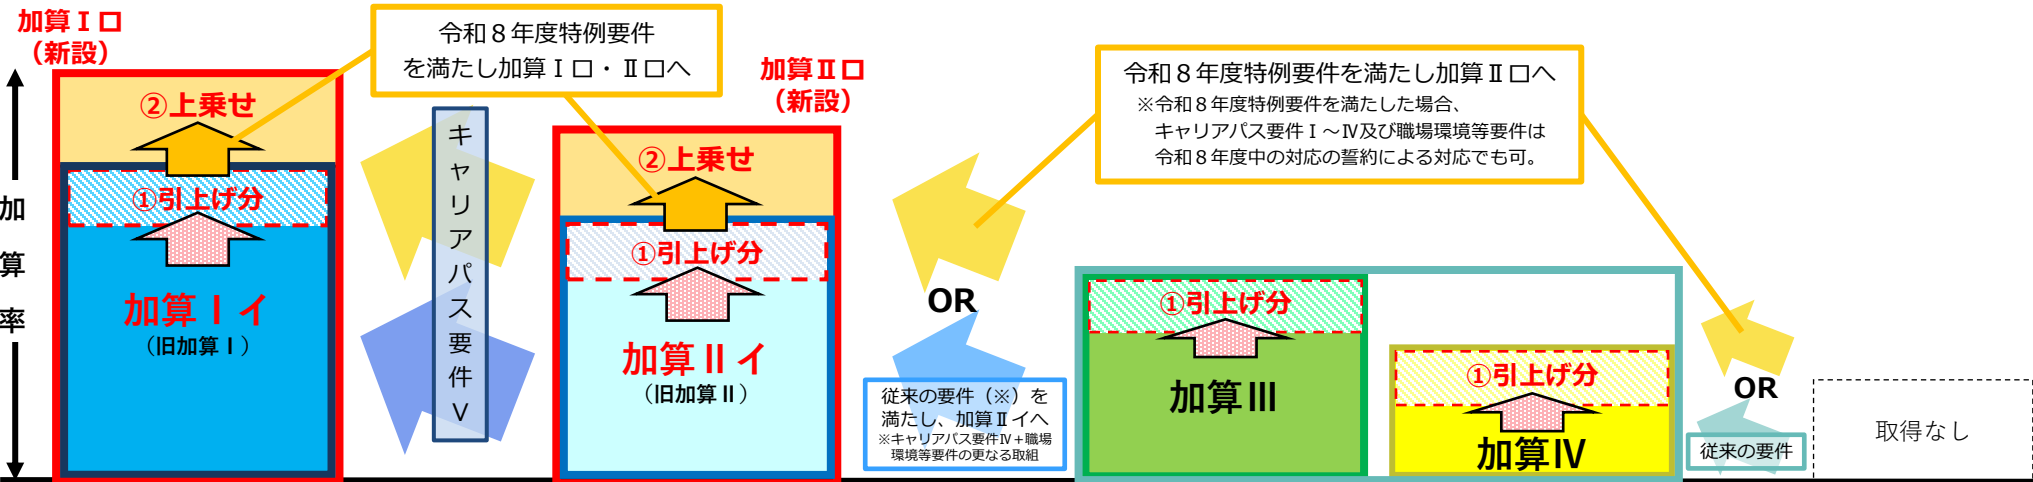 加算Ⅰロ
（新設）
令和８年度特例要件
を満たし加算Ⅰロ・Ⅱロへ
②上乗せ
①引上げ分
加算Ⅰイ
（旧加算Ⅰ）
加算率
キャリアパス要件Ⅴ
加算Ⅱロ
（新設）
②上乗せ
①引上げ分
加算Ⅱイ
（旧加算Ⅱ）
令和８年度特例要件を満たし加算Ⅱロへ
※令和８年度特例要件を満たした場合、
キャリアパス要件Ⅰ～Ⅳ及び職場環境等要件は
令和８年度中の対応の誓約による対応でも可。
OR
従来の要件（※）を
満たし、加算Ⅱイへ
※キャリアパス要件Ⅳ＋職場
環境等要件の更なる取組
①引上げ分
加算Ⅲ
①引上げ分
加算Ⅳ
OR
従来の要件
取得なし